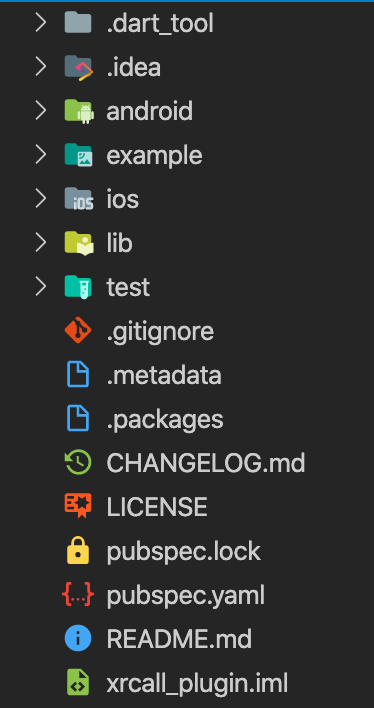 .dart_tool
.idea
android
example
iOS ios
lib
test
.gitignore
.metadata
.packages
CHANGELOG.md
LICENSE
pubspec.lock
pubspec.yaml
README.md
xrcall_plugin.iml